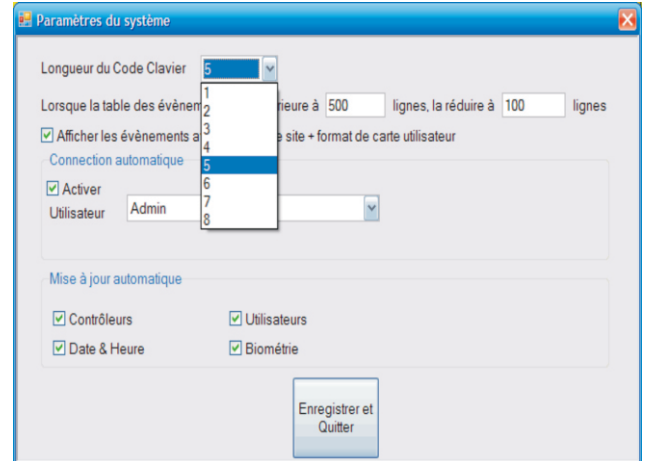 Paramètres du système
Longueur du Code Clavier 5
1
2
3
4
5
6
7
8
Lorsque la table des évènem rieure à 500 lignes, la réduire à 100 lignes
Afficher les évènements a e site + format de carte utilisateur
Connection automatique
Activer
Utilisateur Admin
Mise à jour automatique
Contrôleurs Utilisateurs
Date & Heure Biométrie
Enregistrer et
Quitter